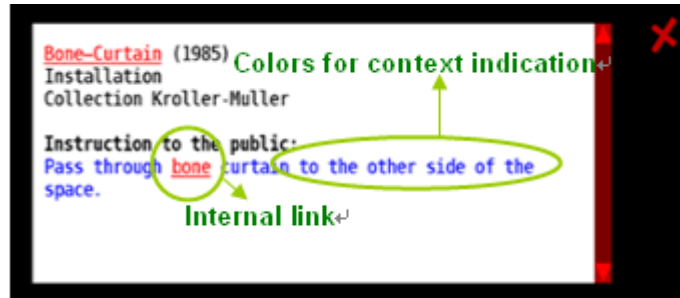 Bone–Curtain (1985)
Colors for context indication↵
Installation
Collection Kroller-Muller
Instruction to the public:
Pass through bone curtain to the other side of the
space.
Internal link↵